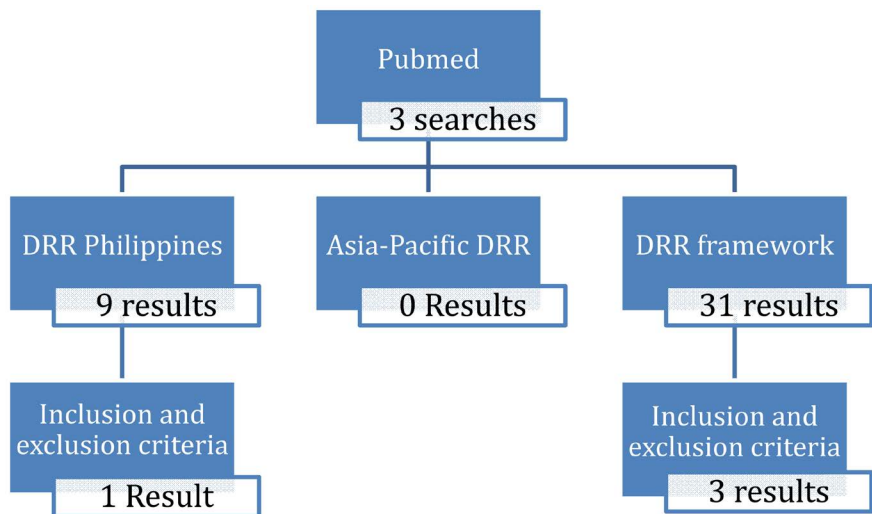 Pubmed
3 searches
DRR Philippines
9 results
Asia-Pacific DRR
0 Results
DRR framework
31 results
Inclusion and
exclusion criteria
1 Result
Inclusion and
exclusion criteria
3 results